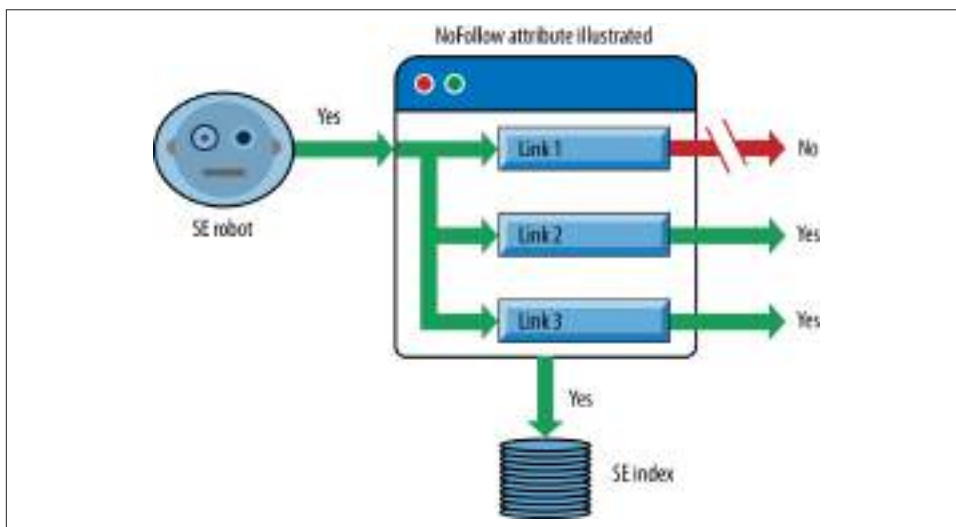 NoFollow attribute illustrated
Yes
Link 1
No
SE robot
Link 2
Yes
Link 3
Yes
Yes
SE index